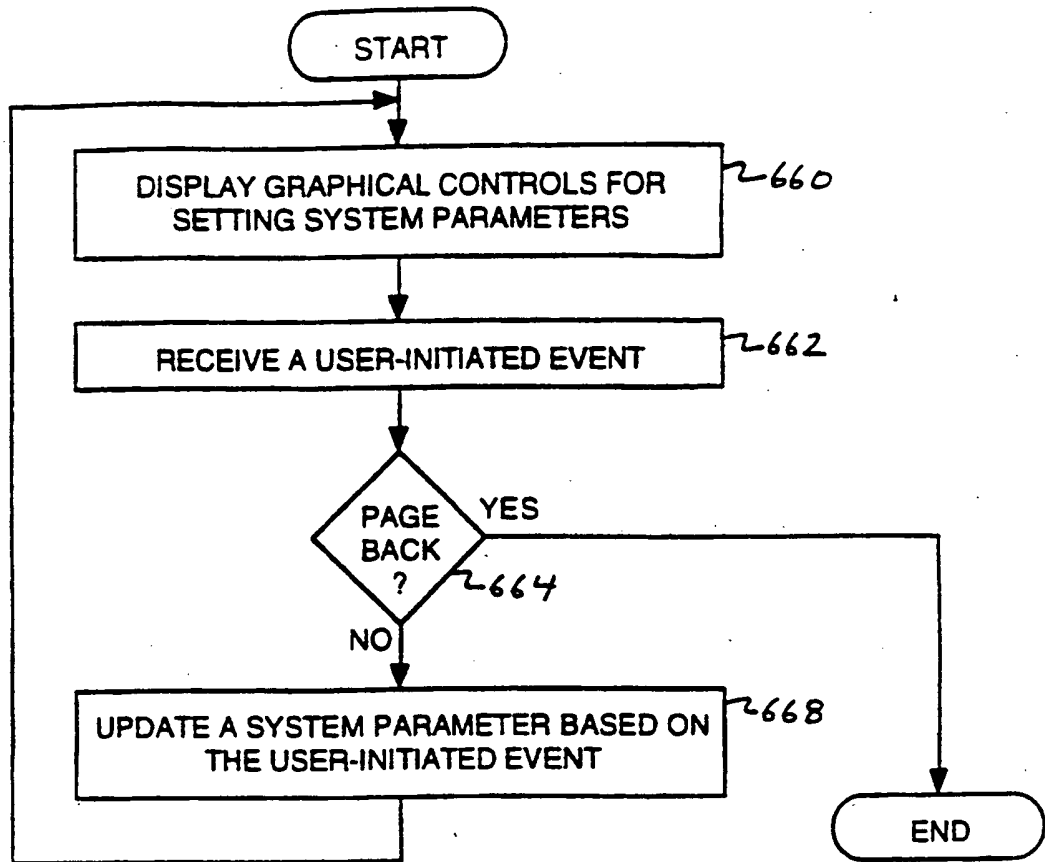 START
DISPLAY GRAPHICAL CONTROLS FOR
SETTING SYSTEM PARAMETERS
660
RECEIVE A USER-INITIATED EVENT
662
PAGE
BACK
?
YES
664
NO
UPDATE A SYSTEM PARAMETER BASED ON
THE USER-INITIATED EVENT
668
END